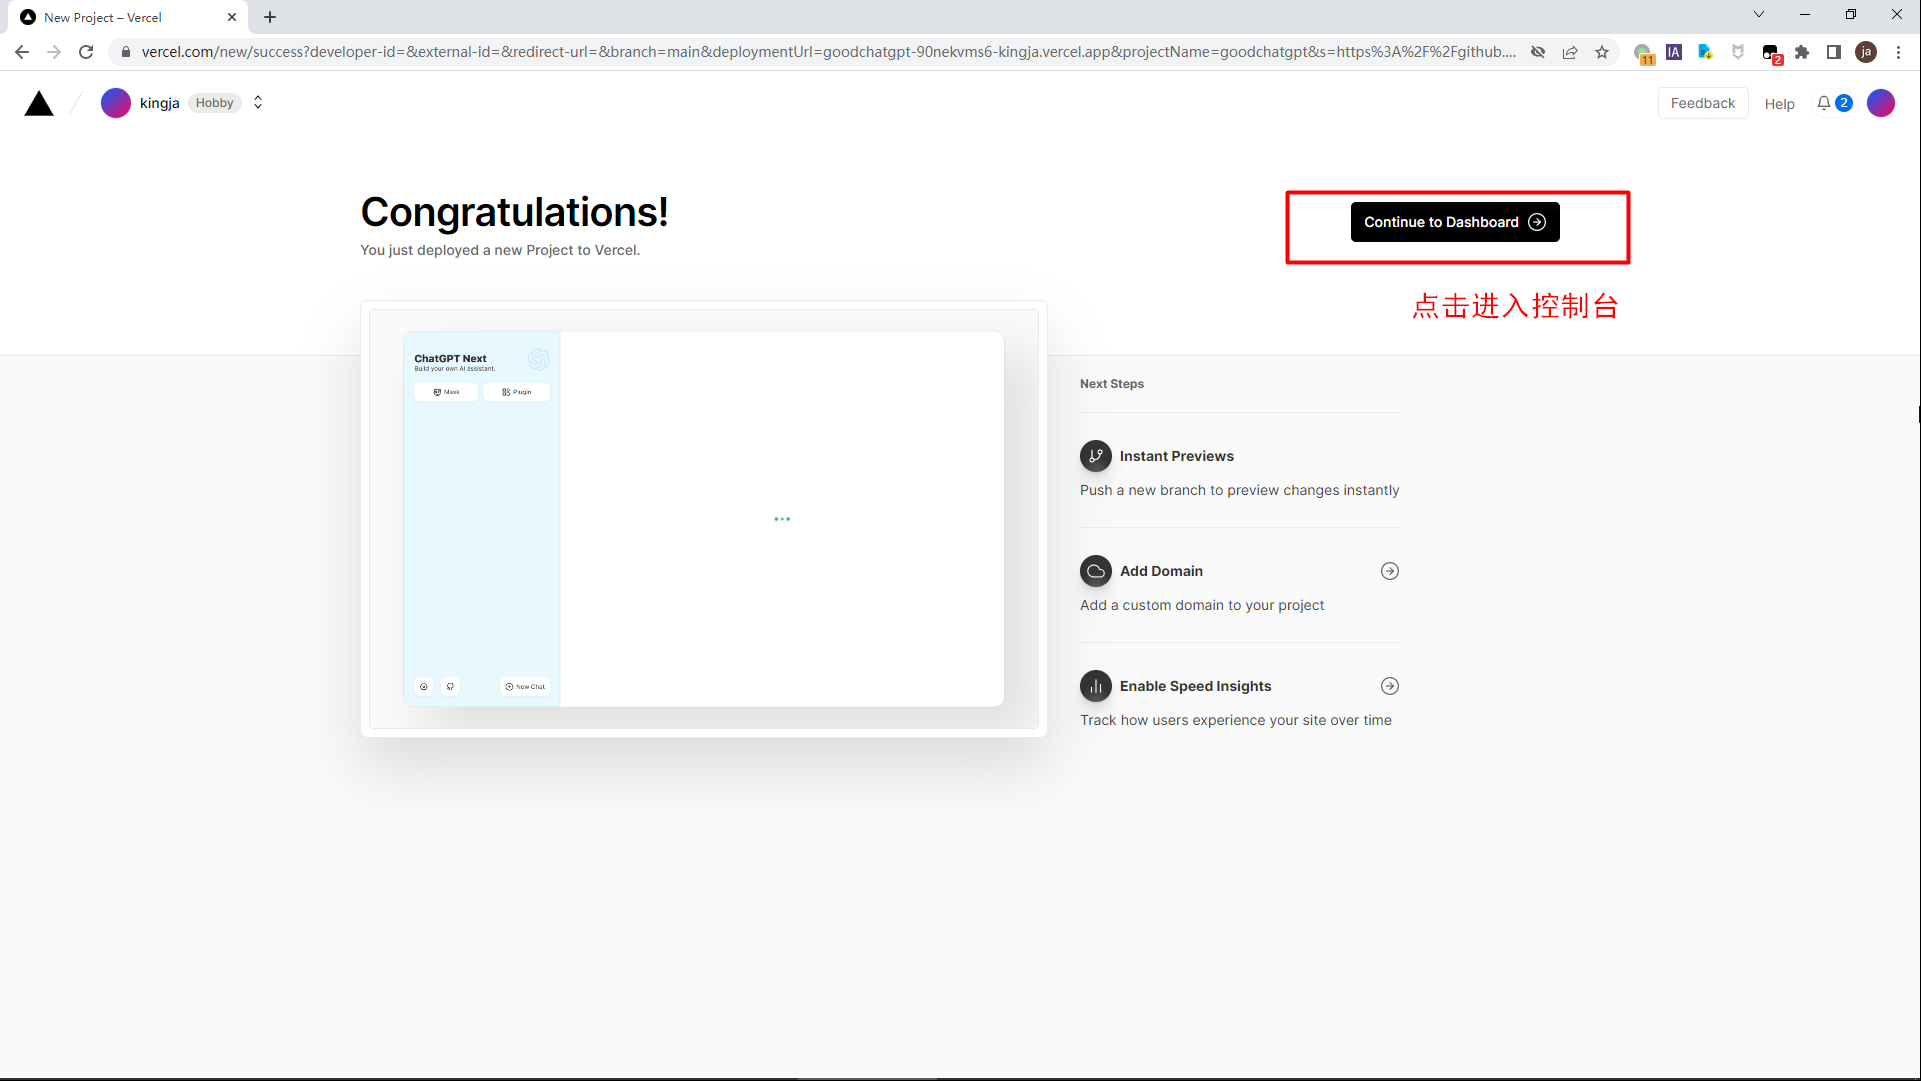 New Project – Vercel
vercel.com/new/success?developer-id=&external-id=&redirect-url=&branch=main&deploymentUrl=goodchatgpt-90nekvms6-kingja.vercel.app&projectName=goodchatgpt&s=https%3A%2F%2Fgithub....
11
IA
2
ja
kingja
Hobby
Feedback
Help
2
Congratulations!
You just deployed a new Project to Vercel.
Continue to Dashboard
点击进入控制台
ChatGPT Next
Build your own AI assistant.
Mask
Plugin
New Chat
Next Steps
Instant Previews
Push a new branch to preview changes instantly
Add Domain
Add a custom domain to your project
Enable Speed Insights
Track how users experience your site over time